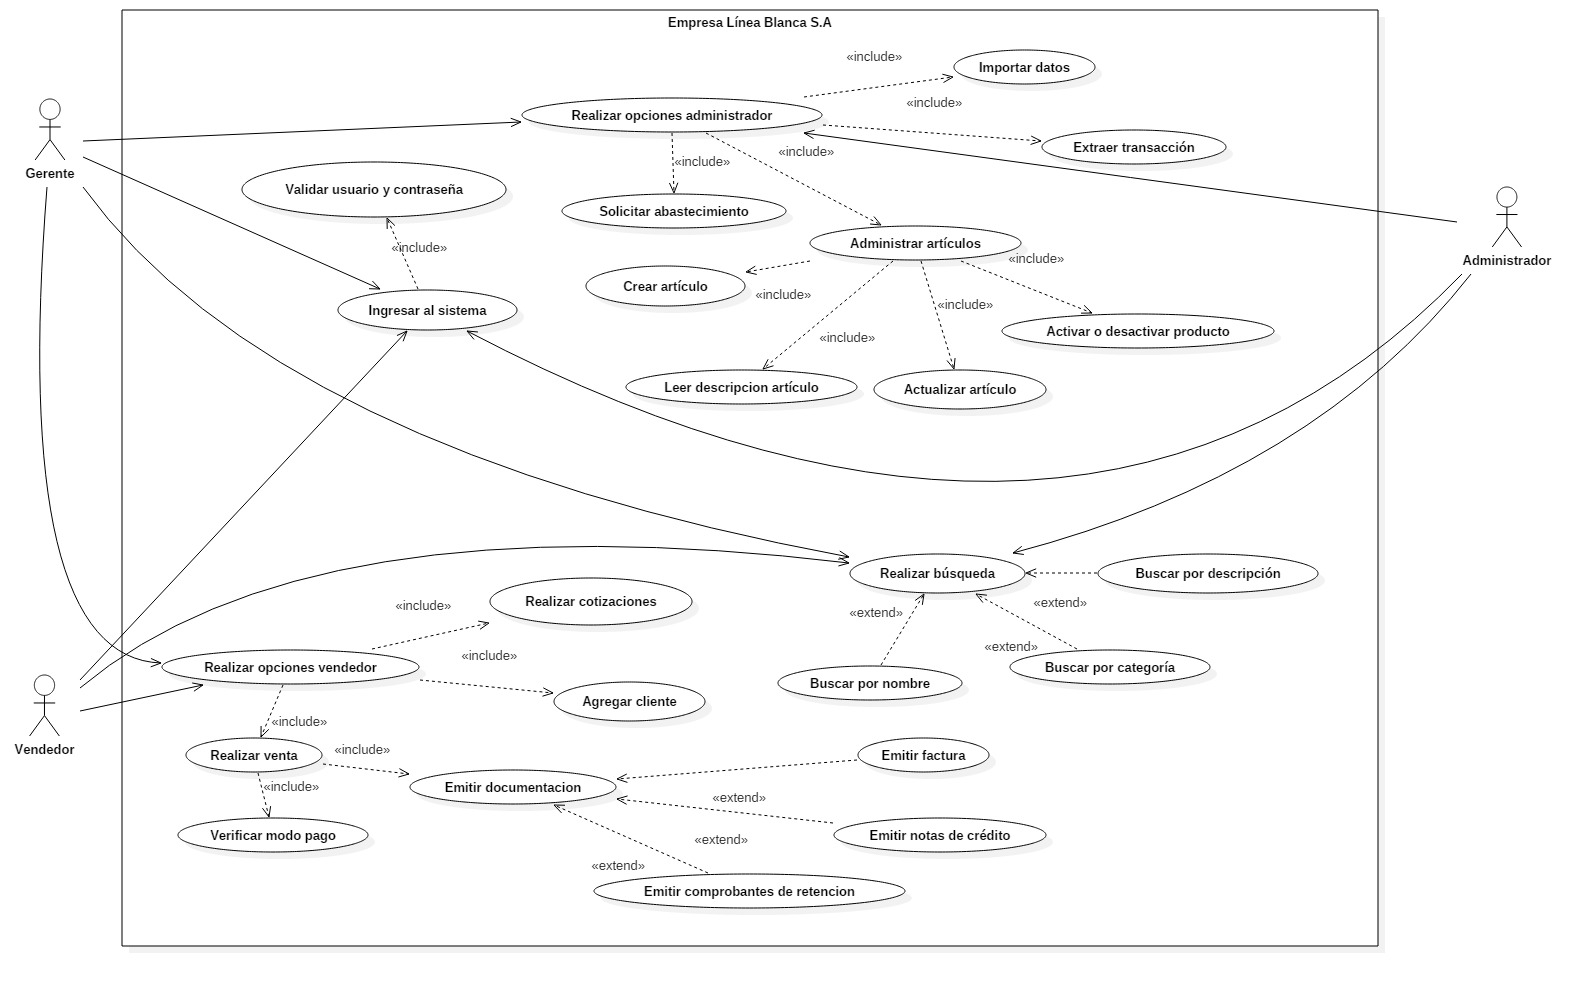 Empresa Línea Blanca S.A
«include»
Importar datos
«include»
Realizar opciones administrador
Extraer transacción
«include»
«include»
Gerente
Validar usuario y contraseña
Solicitar abastecimiento
Administrar artículos
«include»
«include»
Administrador
Crear artículo
«include»
«include»
Ingresar al sistema
Activar o desactivar producto
«include»
Leer descripcion artículo
Actualizar artículo
Realizar búsqueda
Buscar por descripción
Realizar cotizaciones
«include»
«extend»
«extend»
«extend»
«include»
Realizar opciones vendedor
Buscar por categoría
Buscar por nombre
Agregar cliente
«include»
Vendedor
«include»
Realizar venta
Emitir factura
«include»
Emitir documentacion
«extend»
Verificar modo pago
Emitir notas de crédito
«extend»
«extend»
Emitir comprobantes de retencion